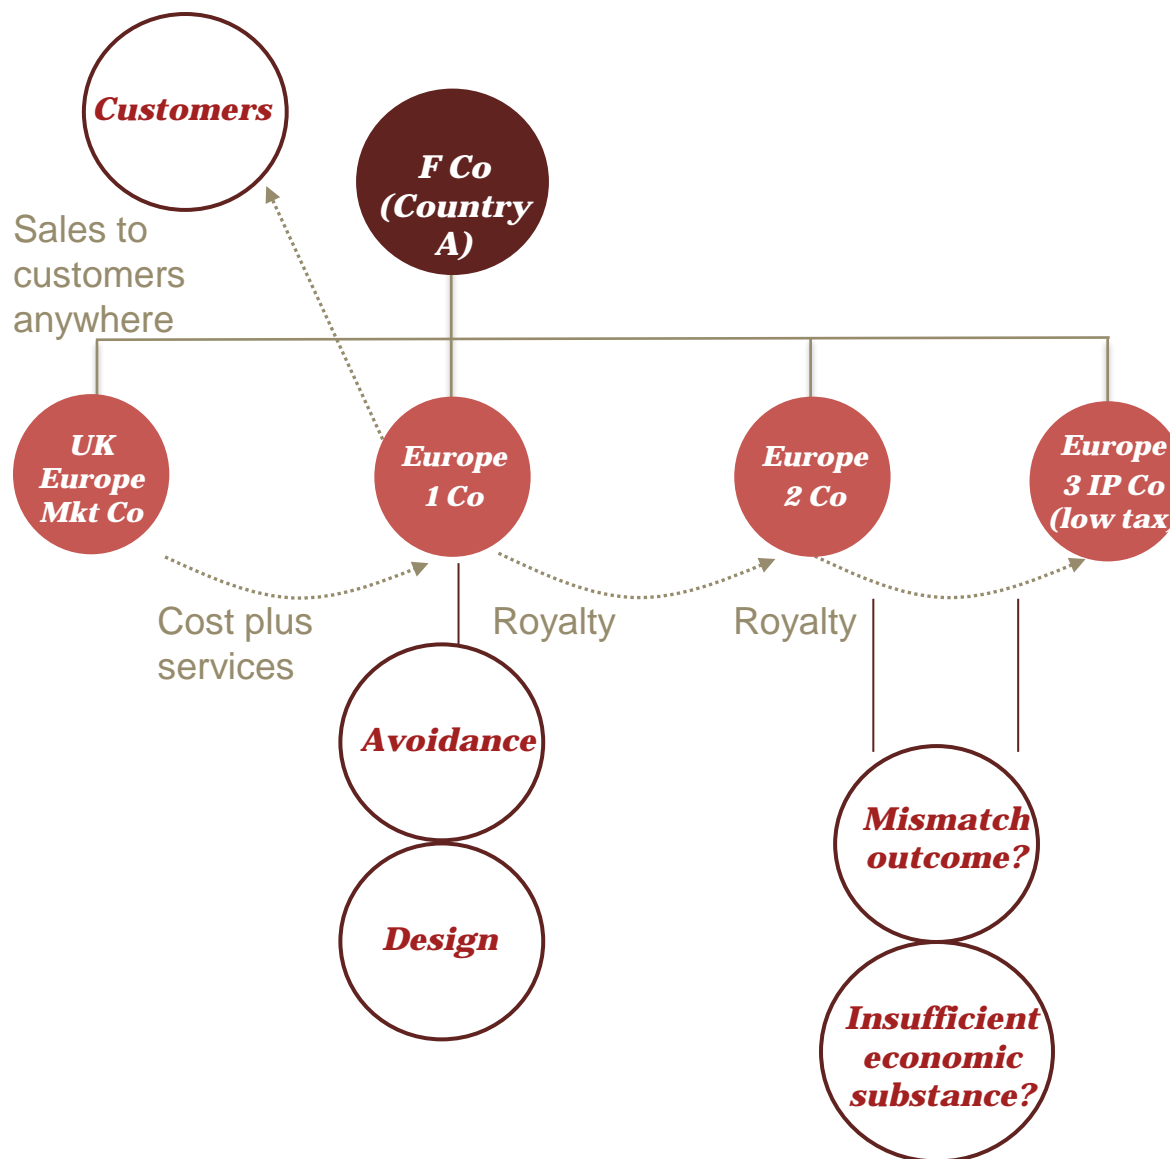 Customers
F Co
(Country
A)
Sales to
customers
anywhere
UK
Europe
Mkt Co
Europe
1 Co
Europe
2 Co
Europe
3 IP Co
(low tax)
Cost plus
services
Royalty
Royalty
Avoidance
Design
Mismatch
outcome?
Insufficient
economic
substance?